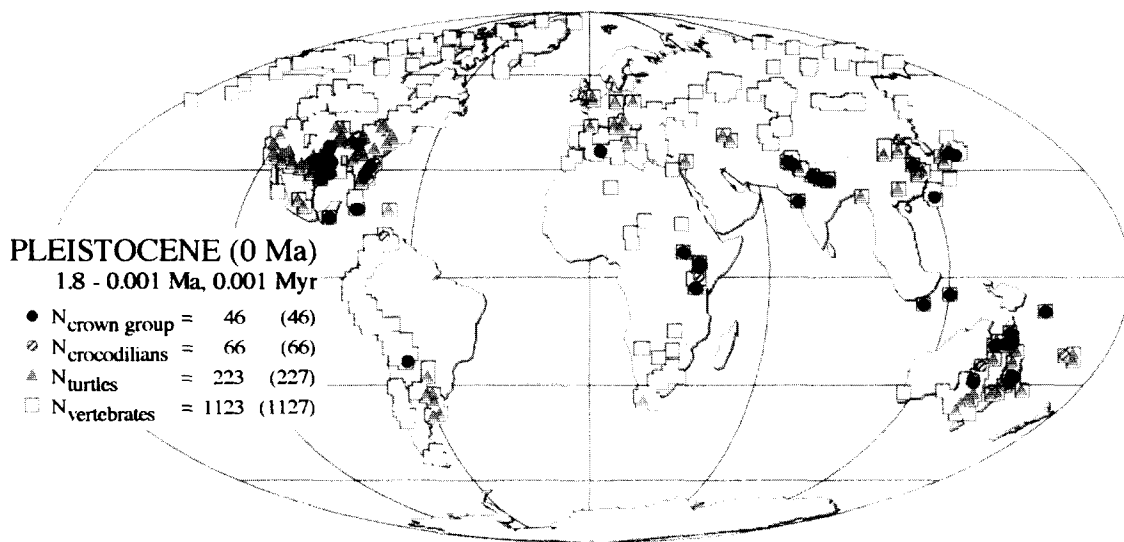 PLEISTOCENE (0 Ma)
1.8 - 0.001 Ma, 0.001 Myr
● N crown group = 46 (46)
N crocodilians = 66 (66)
▲ N turtles = 223 (227)
□ N vertebrates = 1123 (1127)